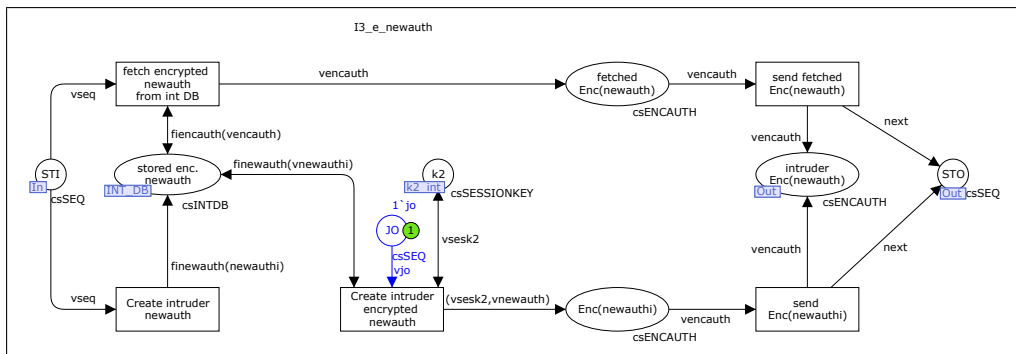 I3_e_newauth
fetch encrypted
newauth
from int DB
vencauth
fetched
Enc(newauth)
csENCAUTH
vencauth
send fetched
Enc(newauth)
vseq
fiencauth(vencauth)
next
vencauth
STI
In
csSEQ
stored enc.
newauth
INT_DB
csINTDB
finewauth(vnewauthi)
k2
k2_int
csSESSIONKEY
intruder
Enc(newauth)
Out
csENCAUTH
STO
Out
csSEQ
1`jo
JO
1
csSEQ
vjo
vsesk2
vencauth
next
finewauth(newauthi)
vseq
Create intruder
newauth
Create intruder
encrypted
newauth
(vsesk2,vnewauth)
Enc(newauthi)
csENCAUTH
vencauth
send
Enc(newauthi)